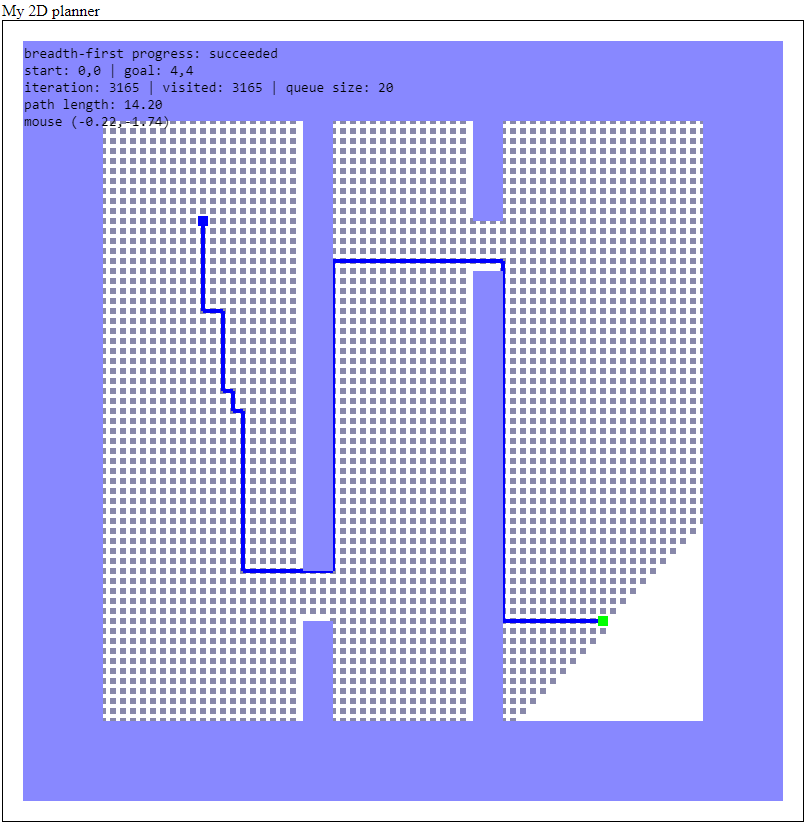 My 2D planner
breadth-first progress: succeeded
start: 0,0 | goal: 4,4
iteration: 3165 | visited: 3165 | queue size: 20
path length: 14.20
mouse (-0.22,-1.74)